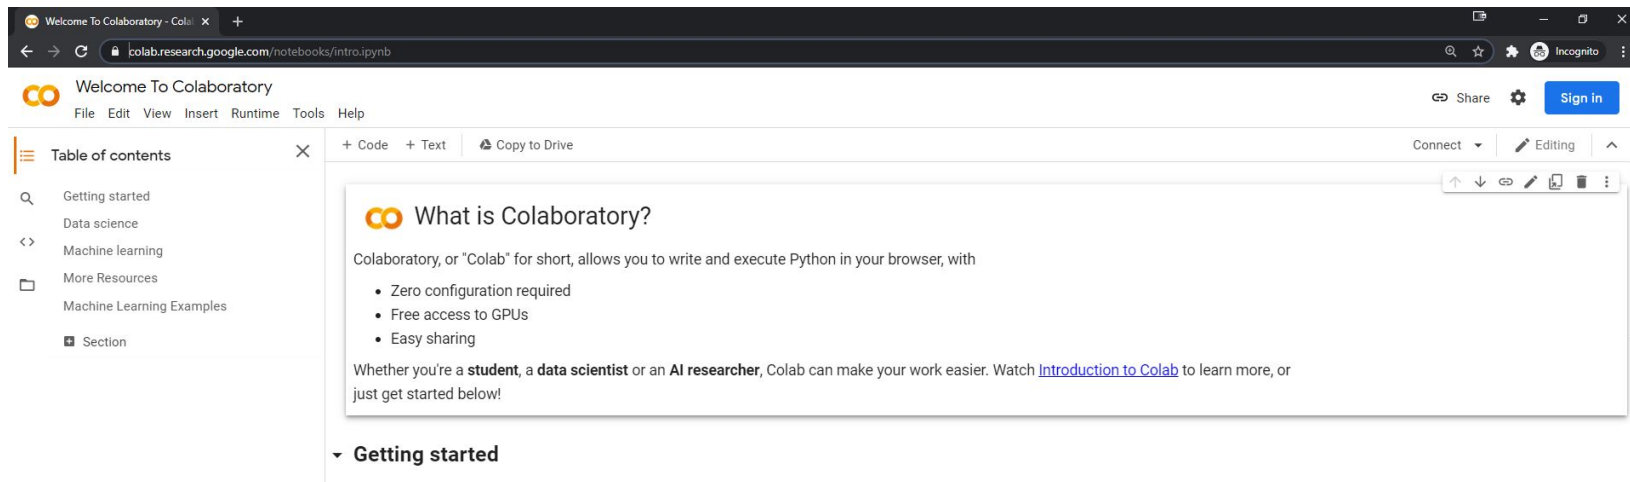 Welcome To Colaboratory - Cola
colab.research.google.com/notebooks/intro.ipynb
Incognito
Welcome To Colaboratory
File Edit View Insert Runtime Tools Help
Share
Sign in
Table of contents
+ Code + Text Copy to Drive
Connect
Editing
Getting started
Data science
Machine learning
More Resources
Machine Learning Examples
Section
What is Colaboratory?
Colaboratory, or "Colab" for short, allows you to write and execute Python in your browser, with
• Zero configuration required
• Free access to GPUs
• Easy sharing
Whether you're a student, a data scientist or an AI researcher, Colab can make your work easier. Watch Introduction to Colab to learn more, or
just get started below!
Getting started